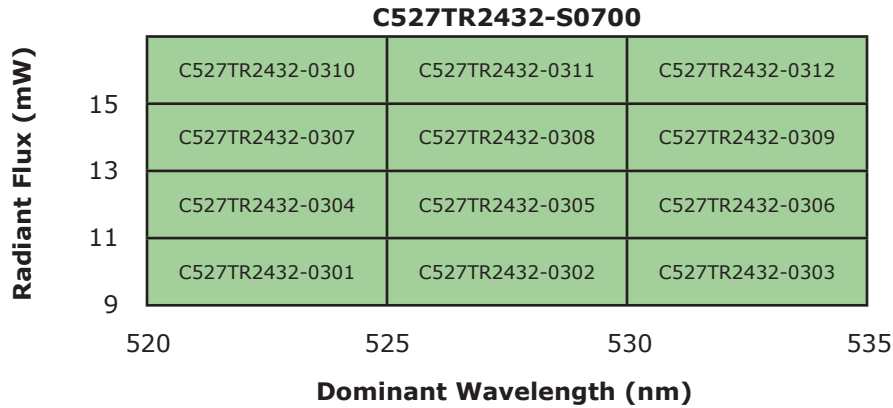 C527TR2432-S0700
Radiant Flux (mW)
C527TR2432-0310 C527TR2432-0311 C527TR2432-0312
15
C527TR2432-0307 C527TR2432-0308 C527TR2432-0309
13
C527TR2432-0304 C527TR2432-0305 C527TR2432-0306
11
C527TR2432-0301 C527TR2432-0302 C527TR2432-0303
9
520 525 530 535
Dominant Wavelength (nm)